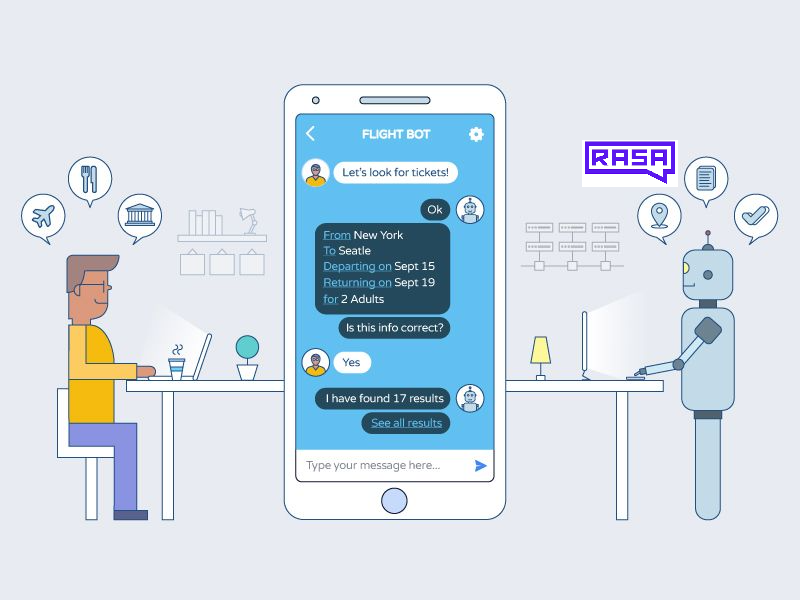 RASA
FLIGHT BOT
Let's look for tickets!
Ok
From New York
To Seatle
Departing on Sept 15
Returning on Sept 19
for 2 Adults
Is this info correct?
Yes
I have found 17 results
See all results
Type your message here...